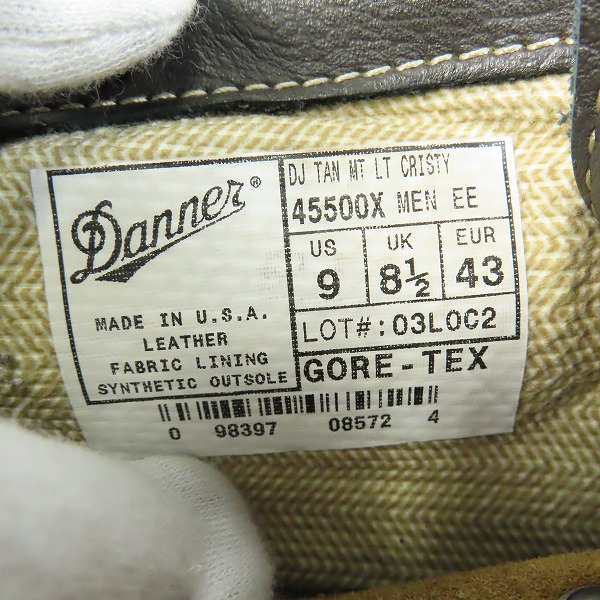 Danner®
MADE IN U.S.A.
LEATHER
FABRIC LINING
SYNTHETIC OUTSOLE
DJ TAN MT LT CRISTY
45500X MEN EE
US UK EUR
9 8½ 43
LOT#: 03LOC2
GORE-TEX
0 98397 08572 4